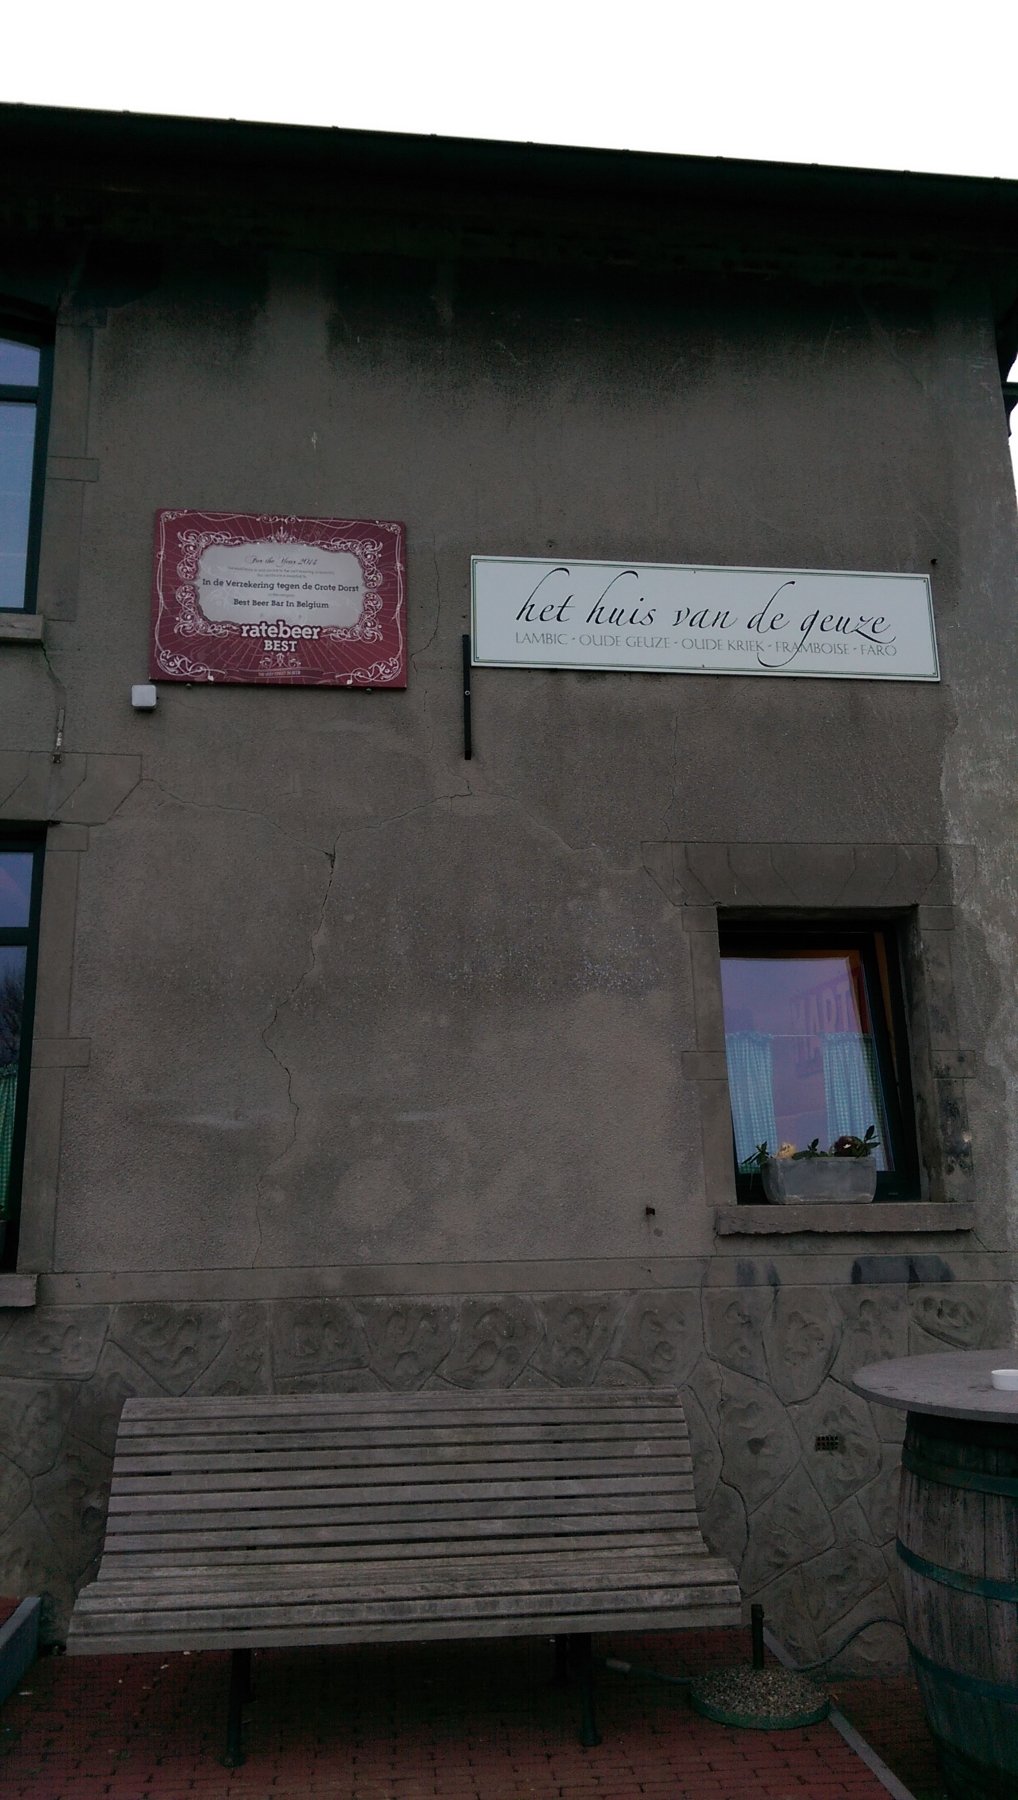 For the Year 2014
In de Verzekering tegen de Grote Dorst
Best Beer Bar In Belgium
ratebeer
BEST
het huis van de geuze
LAMBIC - OUDE GEUZE - OUDE KRIEK - FRAMBOISE - FARO